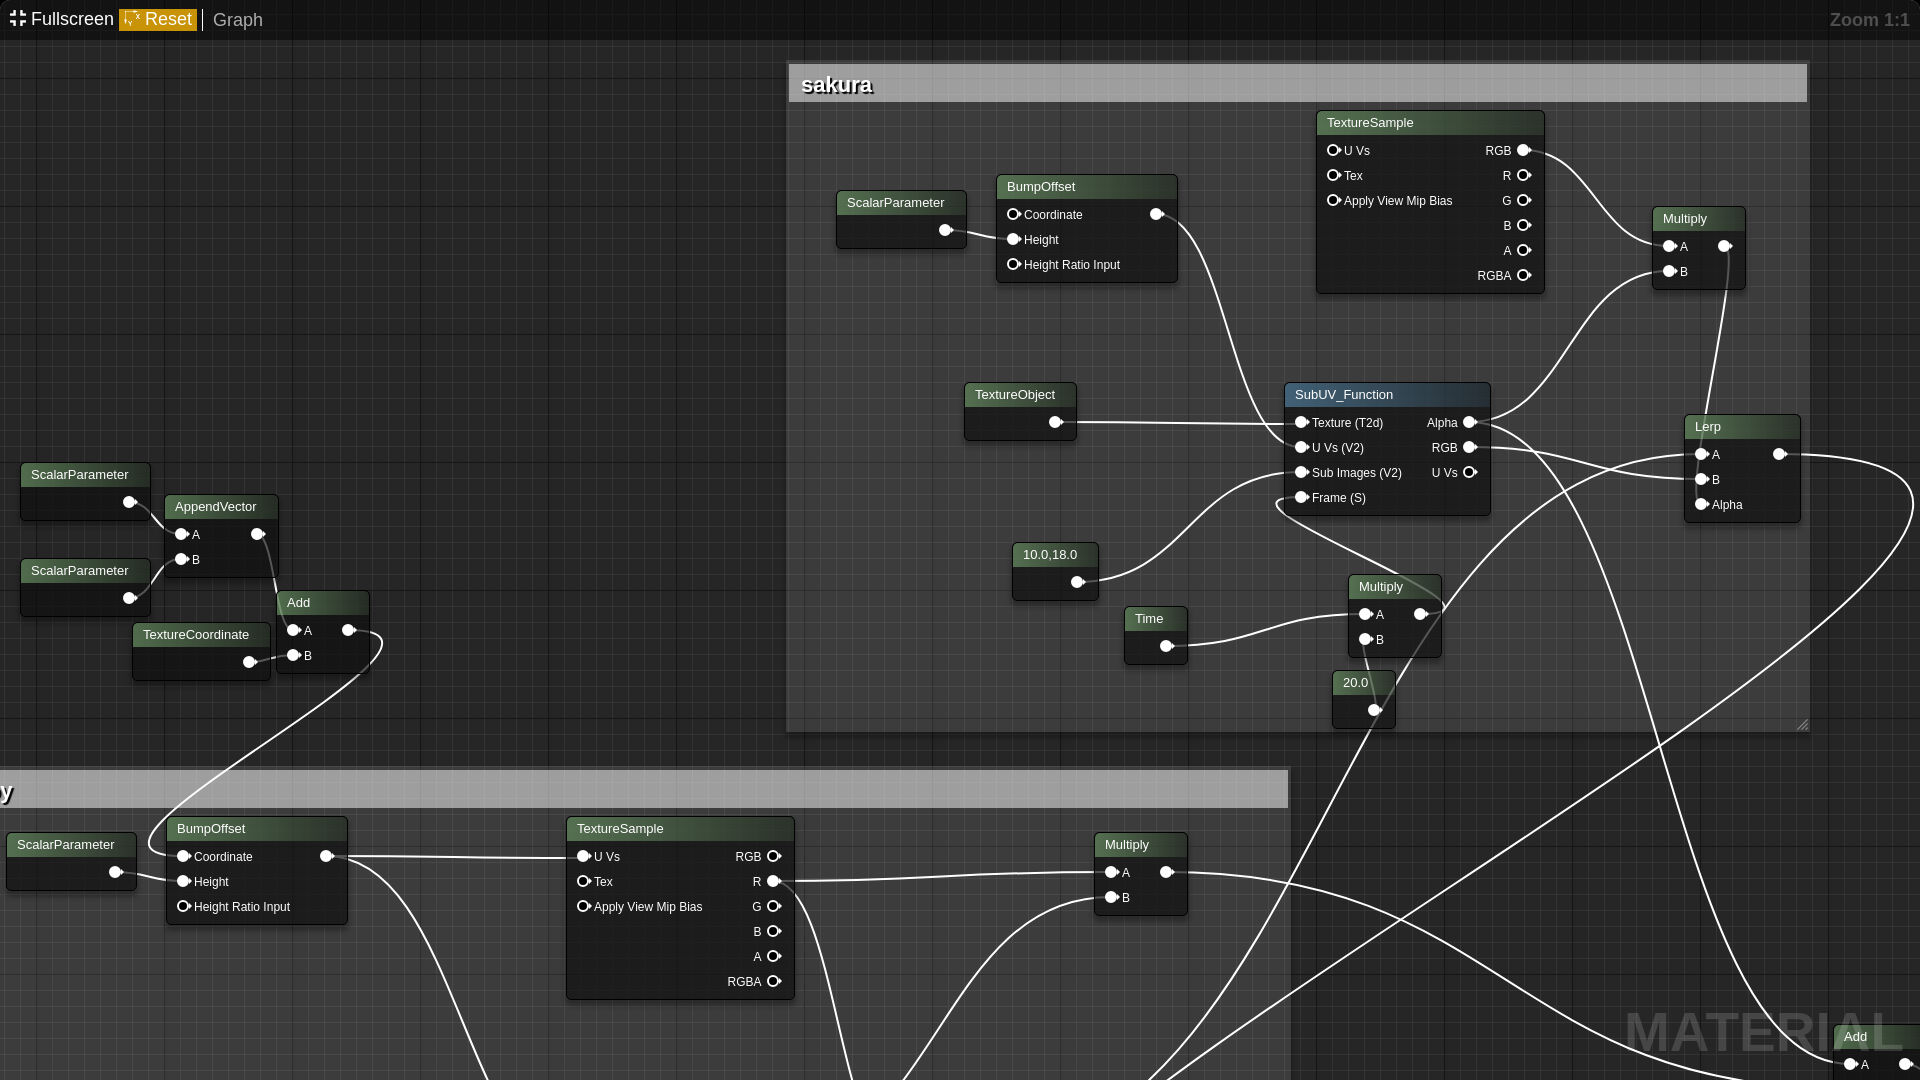 Fullscreen Reset Graph Zoom 1:1
sakura
TextureSample
U Vs RGB
Tex R
Apply View Mip Bias G
B
A
RGBA
BumpOffset
Coordinate
Height
Height Ratio Input
ScalarParameter
Multiply
A
B
TextureObject
SubUV_Function
Texture (T2d) Alpha
U Vs (V2) RGB
Sub Images (V2) U Vs
Frame (S)
Lerp
A
B
Alpha
ScalarParameter
AppendVector
A
B
ScalarParameter
10.0,18.0
Multiply
A
B
Time
Add
A
B
TextureCoordinate
20.0
y
ScalarParameter
BumpOffset
Coordinate
Height
Height Ratio Input
TextureSample
U Vs RGB
Tex R
Apply View Mip Bias G
B
A
RGBA
Multiply
A
B
MATERIAL
Add
A